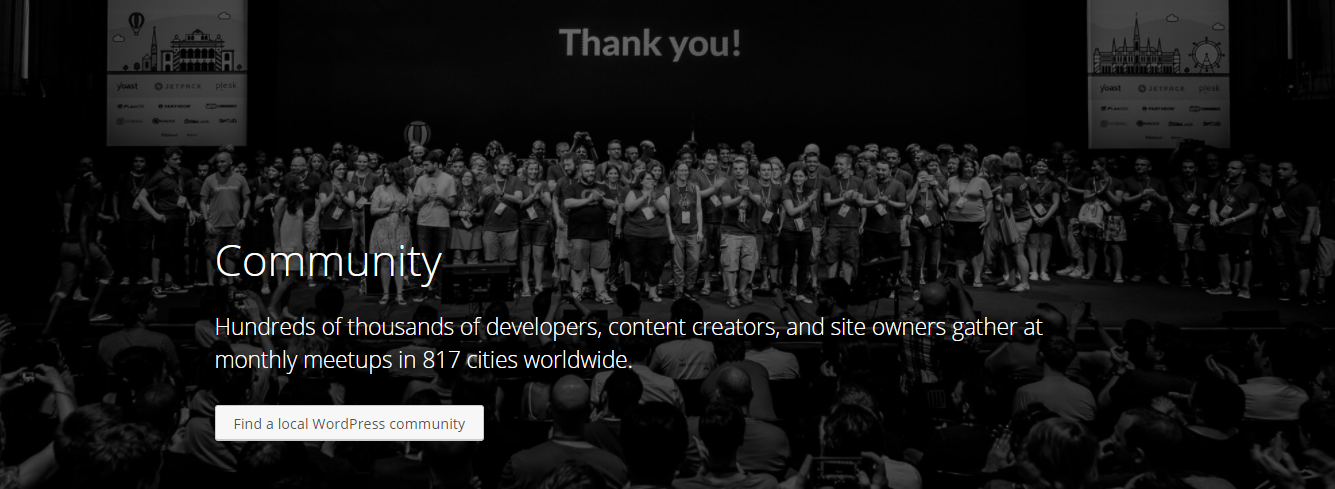 Thank you!
yoast JETPACK plesk
yoast JETPACK plesk
Community
Hundreds of thousands of developers, content creators, and site owners gather at
monthly meetups in 817 cities worldwide.
Find a local WordPress community